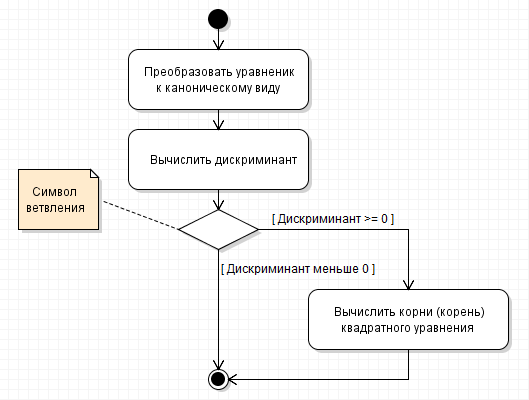 Преобразовать уравненик
к каноническому виду
Вычислить дискриминант
Символ
ветвления
[ Дискриминант >= 0 ]
[ Дискриминант меньше 0 ]
Вычислить корни (корень)
квадратного уравнения